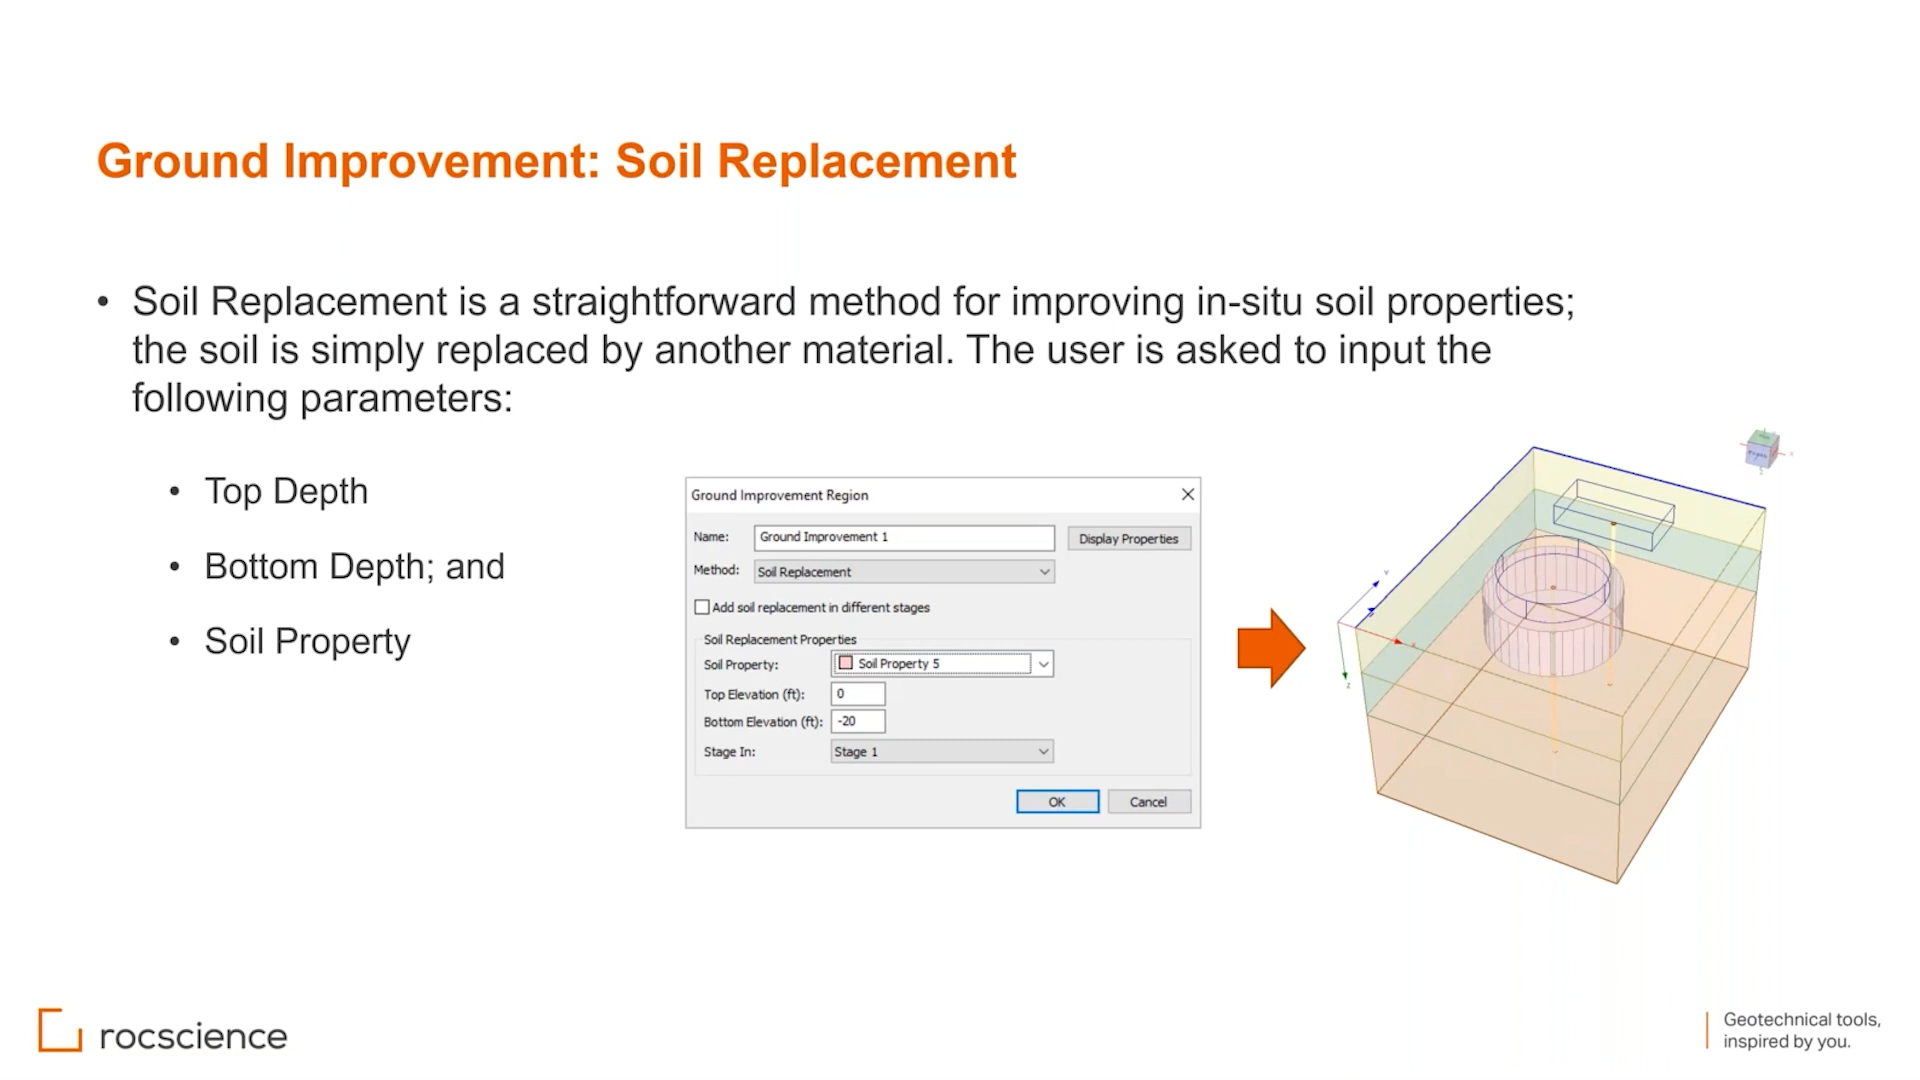 Ground Improvement: Soil Replacement
• Soil Replacement is a straightforward method for improving in-situ soil properties;
the soil is simply replaced by another material. The user is asked to input the
following parameters:
• Top Depth
• Bottom Depth; and
• Soil Property
Ground Improvement Region
Name: Ground Improvement 1 Display Properties
Method: Soil Replacement
Add soil replacement in different stages
Soil Replacement Properties
Soil Property: Soil Property 5
Top Elevation (ft): 0
Bottom Elevation (ft): -20
Stage In: Stage 1
OK Cancel
rocscience
Geotechnical tools,
inspired by you.